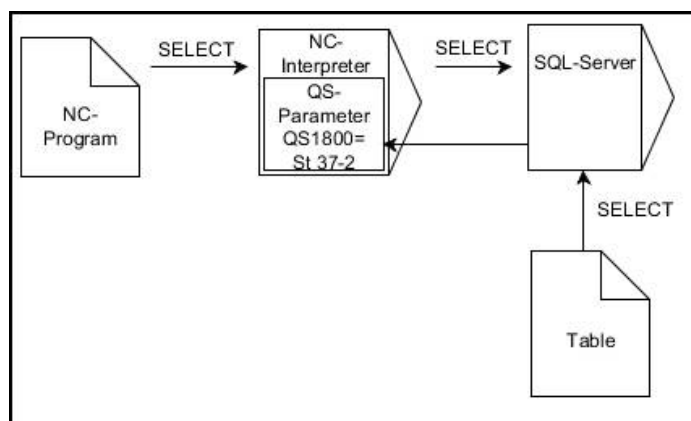 SELECT
NC-
Program
NC-
Interpreter
QS-
Parameter
QS1800=
St 37-2
SELECT
SQL-Server
SELECT
Table